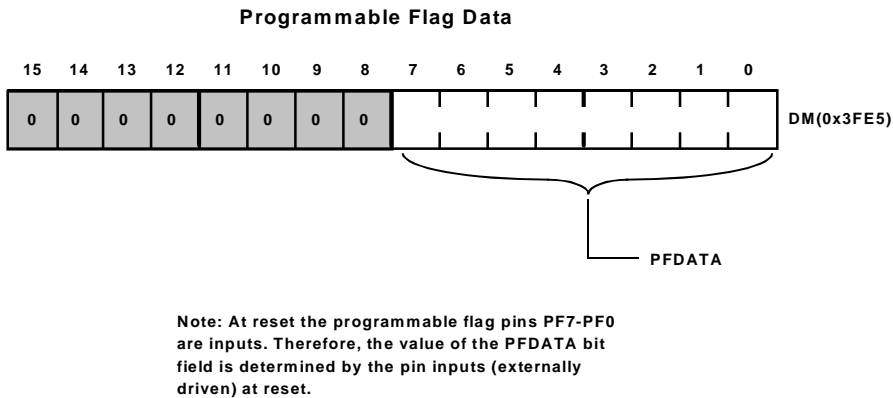 Programmable Flag Data
15 14 13 12 11 10 9 8 7 6 5 4 3 2 1 0
0 0 0 0 0 0 0 0 DM(0x3FE5)
PFDATA
Note: At reset the programmable flag pins PF7-PF0
are inputs. Therefore, the value of the PFDATA bit
field is determined by the pin inputs (externally
driven) at reset.